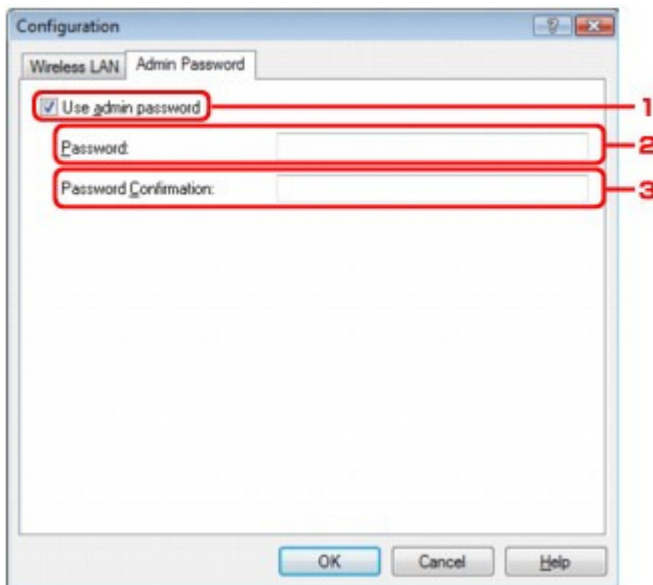 Configuration
Wireless LAN Admin Password
Use admin password 1
Password: 2
Password Confirmation: 3
OK Cancel Help